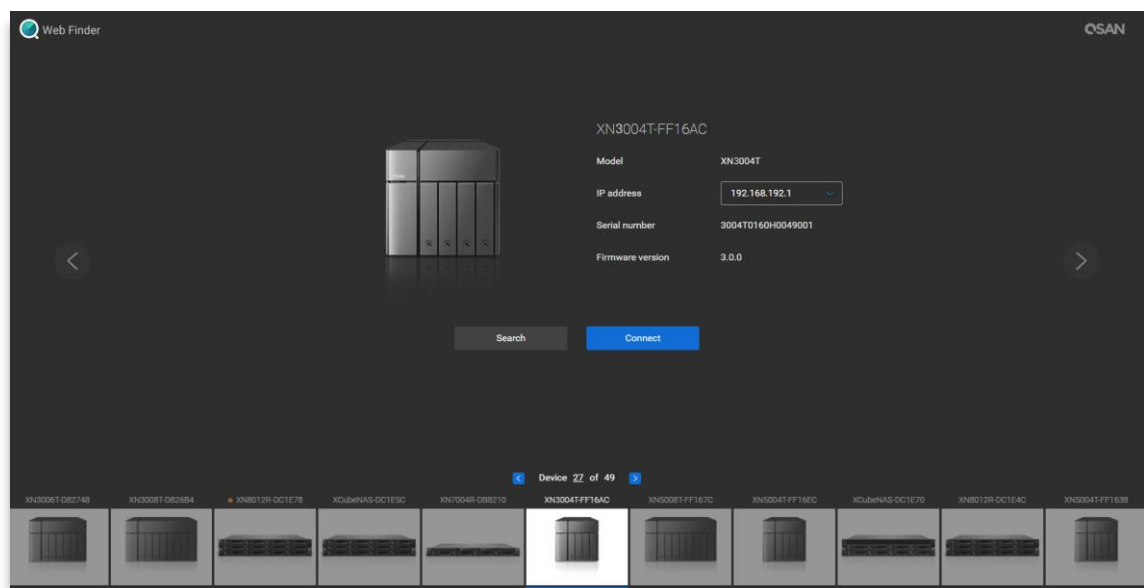 Web Finder
QSAN
XN3004T-FF16AC
Model XN3004T
IP address 192.168.192.1
Serial number 3004T0160H0049001
Firmware version 3.0.0
Search Connect
Device 27 of 49
XN3006T-D82748 XN3008T-D826B4 XN8012R-DC1E78 XCubeNAS-DC1E5C XN7004R-DB8210 XN3004T-FF16AC XN5008T-FF167C XN5004T-FF16EC XCubeNAS-DC1E70 XN8012R-DC1E4C XN5004T-FF1638